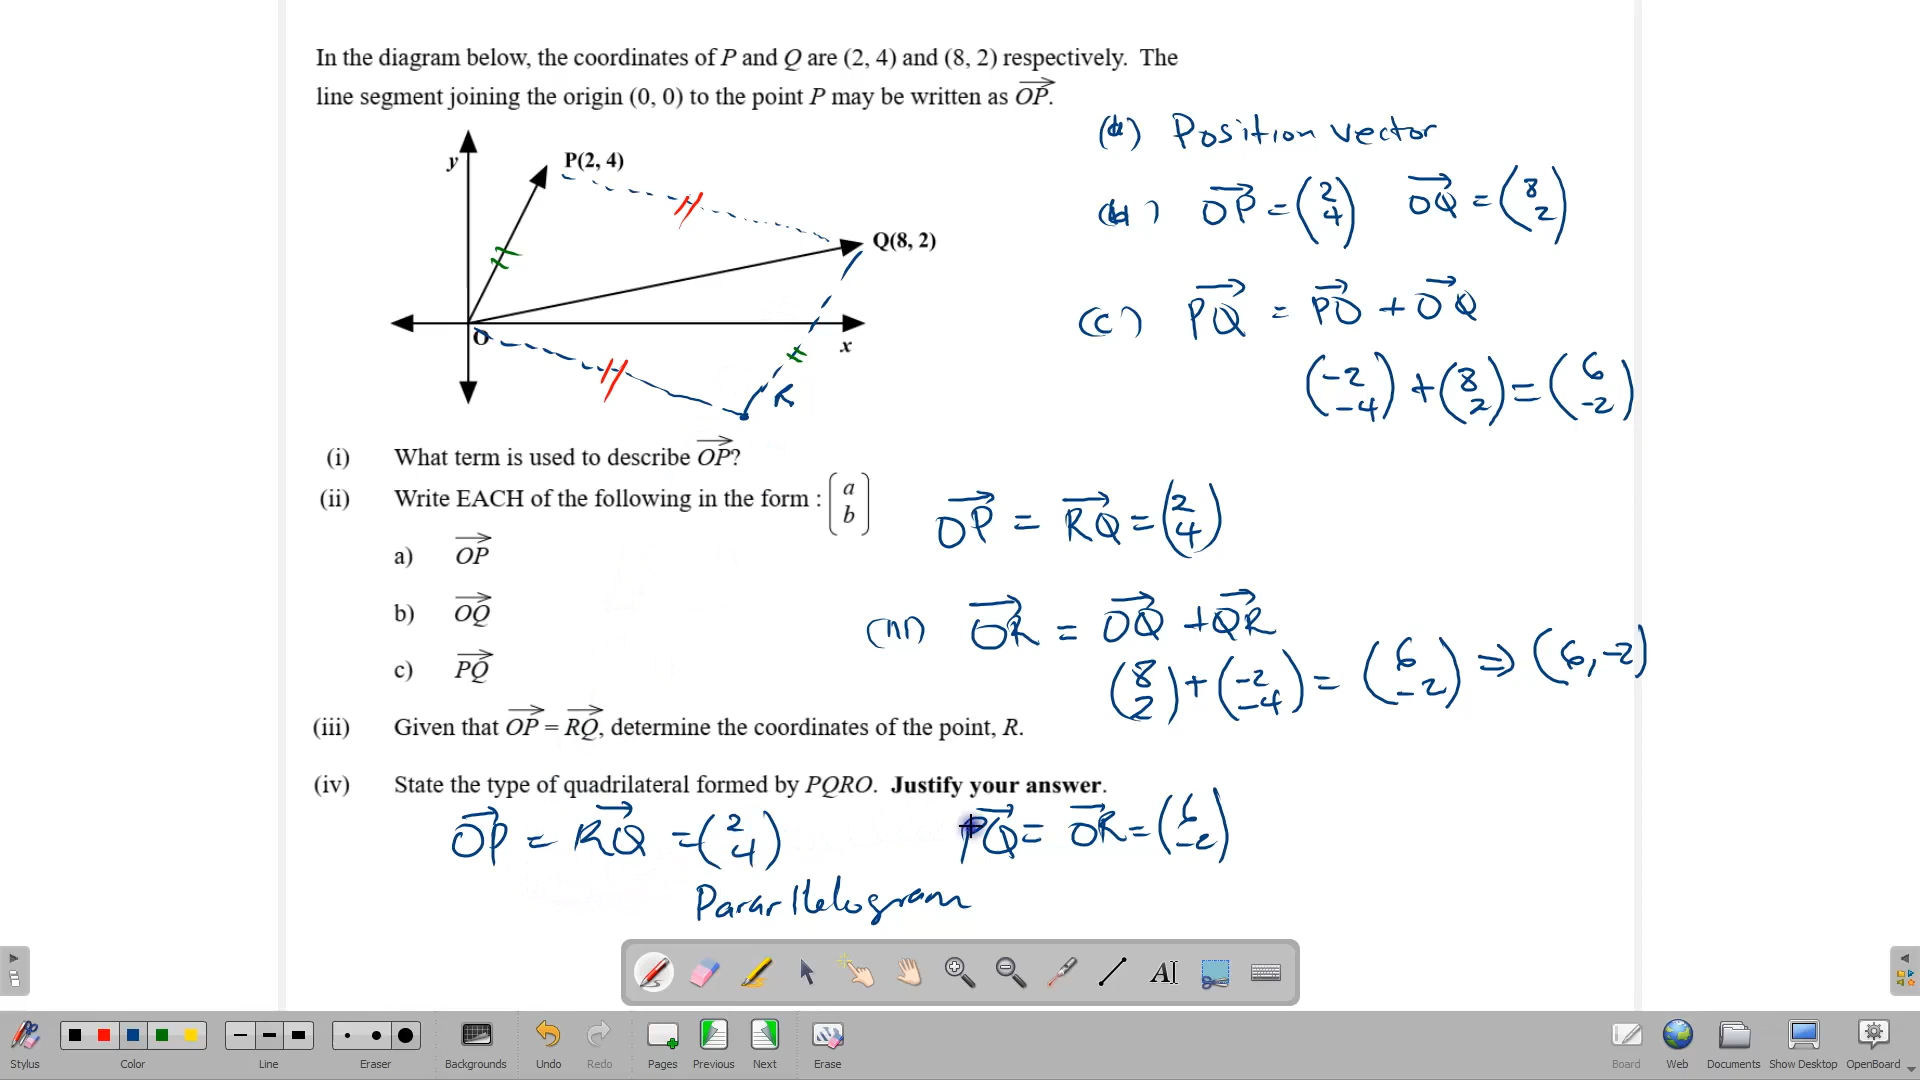 In the diagram below, the coordinates of P and Q are (2, 4) and (8, 2) respectively. The
line segment joining the origin (0, 0) to the point P may be written as OP.
y
P(2, 4)
Q(8, 2)
O
x
R
Position vector
OP = (2 4) OQ = (8 2)
(c) PQ = PO + OQ
(-2 -4) + (8 2) = (6 -2)
(i) What term is used to describe OP?
(ii) Write EACH of the following in the form : (a b)
a) OP
b) OQ
c) PQ
OP = RQ = (2 4)
(iii) OR = OQ + QR
(8 2) + (-2 -4) = (6 -2) => (6, -2)
(iii) Given that OP = RQ, determine the coordinates of the point, R.
(iv) State the type of quadrilateral formed by PQRO. Justify your answer.
OP = RQ = (2 4) PQ = OR = (6 -2)
Pararllelogram
AI
Stylus
Color
Line
Eraser
Backgrounds
Undo
Redo
Pages
Previous
Next
Erase
Board
Web
Documents
Show Desktop
OpenBoard